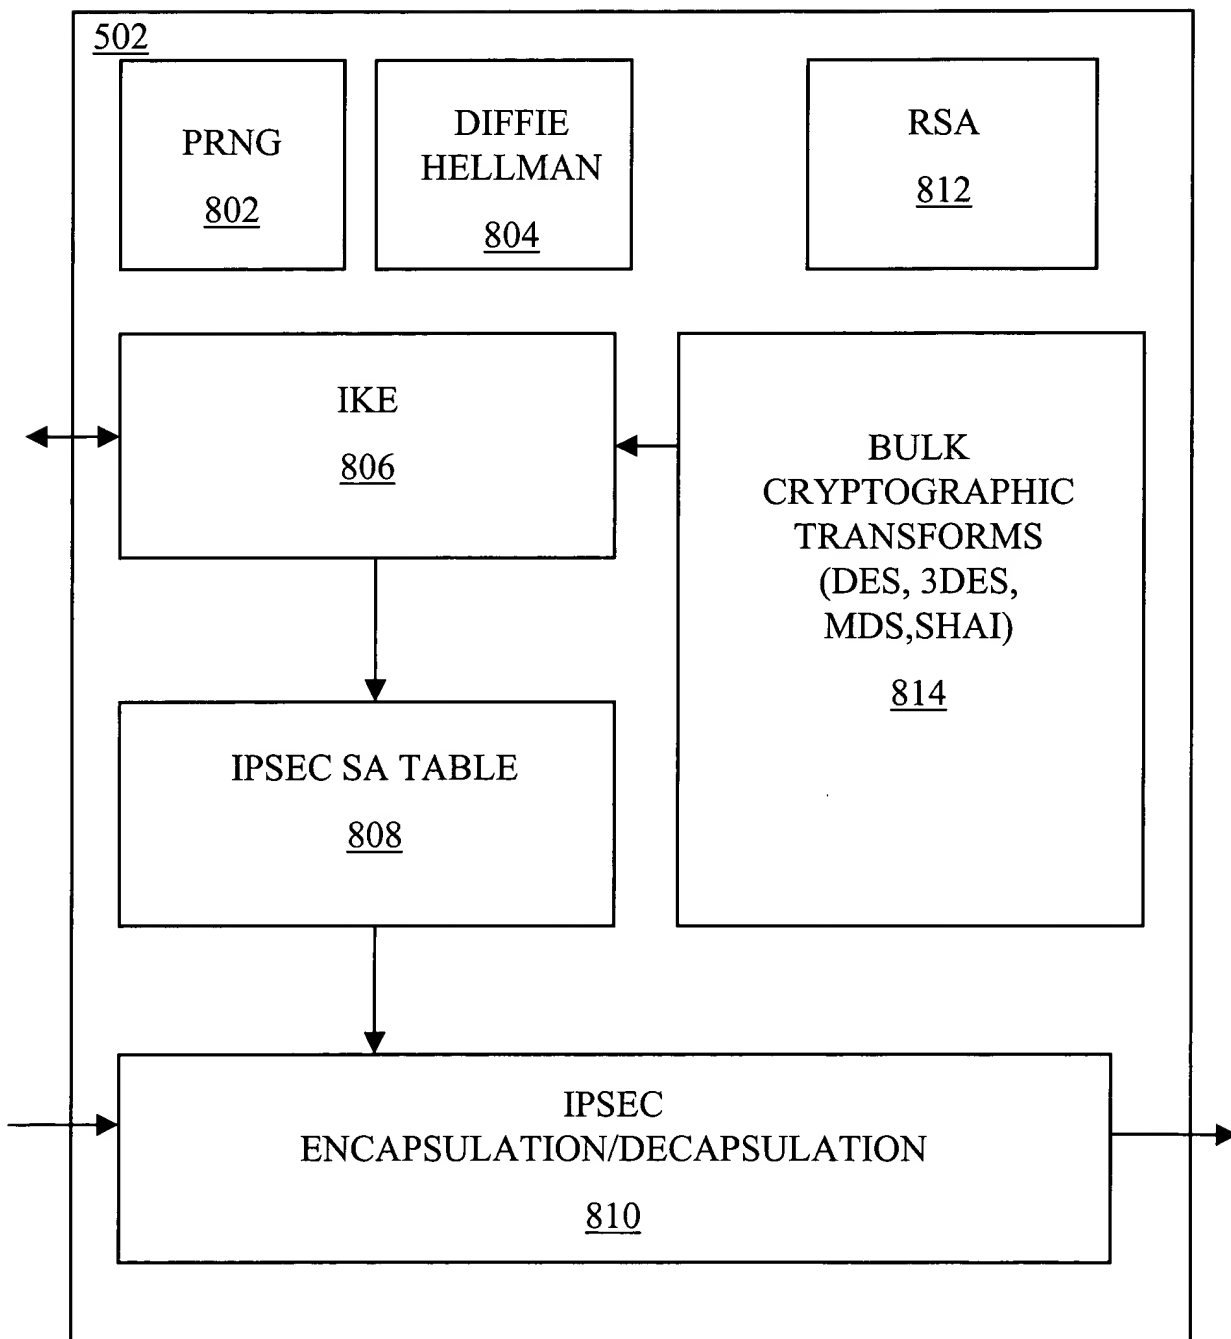 502
PRNG
802
DIFFIE
HELLMAN
804
RSA
812
IKE
806
BULK
CRYPTOGRAPHIC
TRANSFORMS
(DES, 3DES,
MDS,SHAI)
814
IPSEC SA TABLE
808
IPSEC
ENCAPSULATION/DECAPSULATION
810